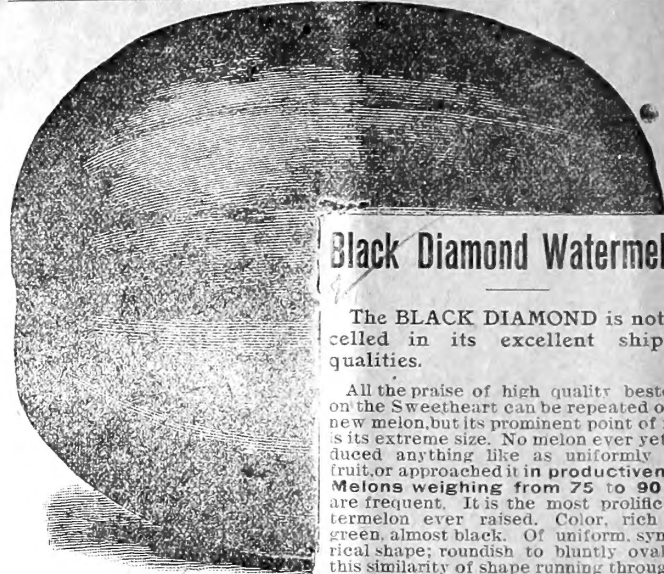 Black Diamond Watermel
The BLACK DIAMOND is not
celled in its excellent ship
qualities.
All the praise of high quality best
on the Sweetheart can be repeated o
new melon, but its prominent point of
is its extreme size. No melon ever yet
duced anything like as uniformly
fruit, or approached it in productiven
Melons weighing from 75 to 90
are frequent. It is the most prolific
termelon ever raised. Color, rich
green, almost black. Of uniform, sym
rical shape; roundish to bluntly oval
this similarity of shape running throug